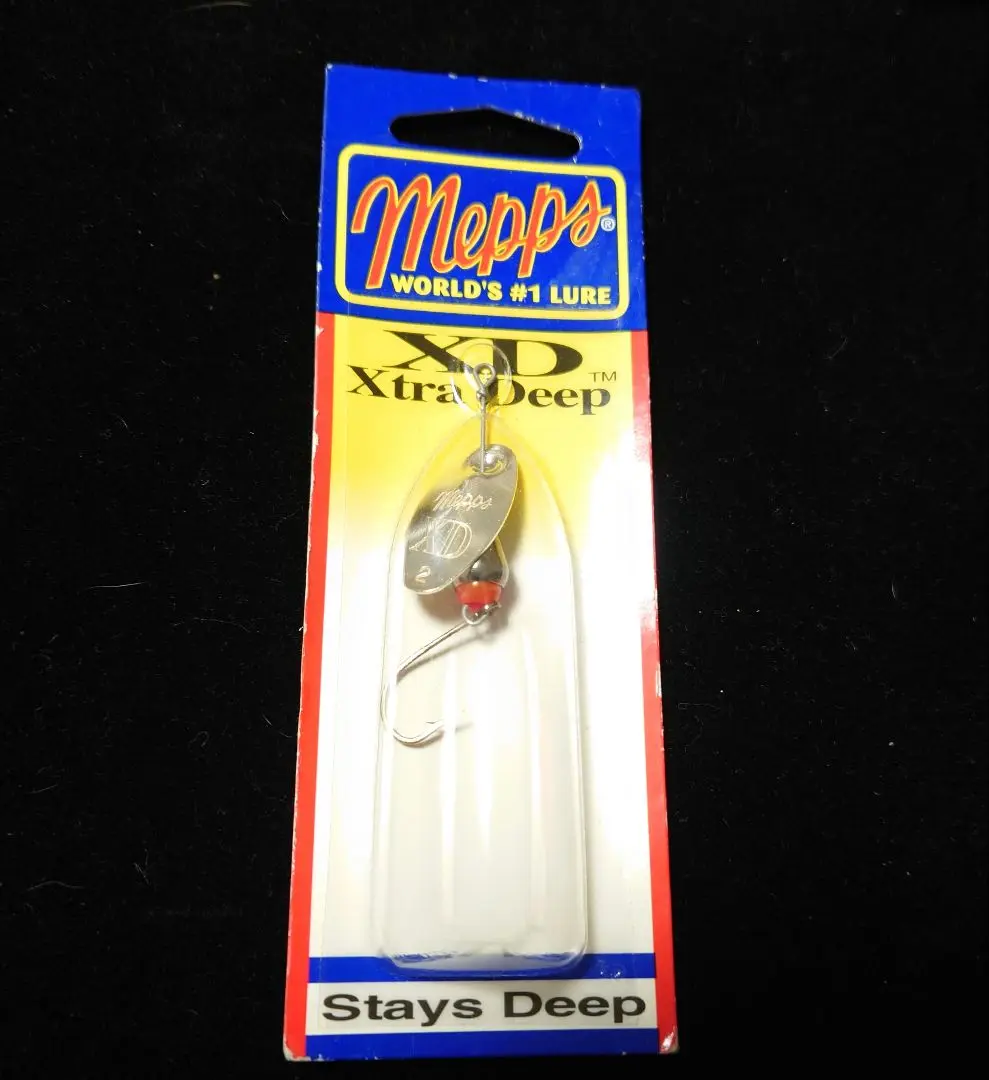 Mepps®
WORLD'S #1 LURE
XD
Xtra Deep™
Mepps
XD
2
Stays Deep